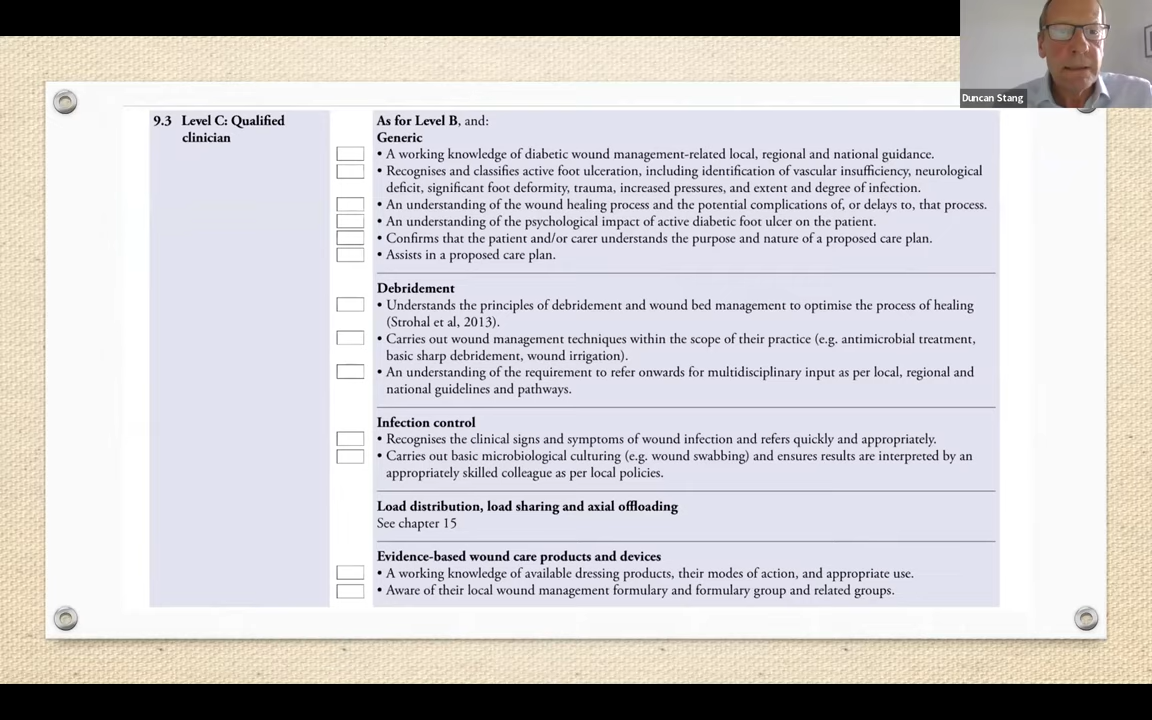 Duncan Stang
9.3 Level C: Qualified
clinician
As for Level B, and:
Generic
• A working knowledge of diabetic wound management-related local, regional and national guidance.
• Recognises and classifies active foot ulceration, including identification of vascular insufficiency, neurological
deficit, significant foot deformity, trauma, increased pressures, and extent and degree of infection.
• An understanding of the wound healing process and the potential complications of, or delays to, that process.
• An understanding of the psychological impact of active diabetic foot ulcer on the patient.
• Confirms that the patient and/or carer understands the purpose and nature of a proposed care plan.
• Assists in a proposed care plan.
Debridement
• Understands the principles of debridement and wound bed management to optimise the process of healing
(Strohal et al, 2013).
• Carries out wound management techniques within the scope of their practice (e.g. antimicrobial treatment,
basic sharp debridement, wound irrigation).
• An understanding of the requirement to refer onwards for multidisciplinary input as per local, regional and
national guidelines and pathways.
Infection control
• Recognises the clinical signs and symptoms of wound infection and refers quickly and appropriately.
• Carries out basic microbiological culturing (e.g. wound swabbing) and ensures results are interpreted by an
appropriately skilled colleague as per local policies.
Load distribution, load sharing and axial offloading
See chapter 15
Evidence-based wound care products and devices
• A working knowledge of available dressing products, their modes of action, and appropriate use.
• Aware of their local wound management formulary and formulary group and related groups.